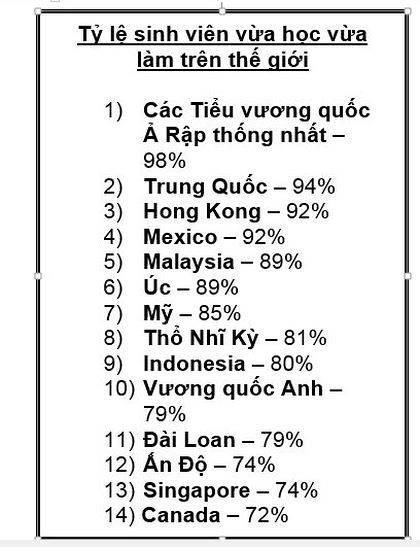 Tỷ lệ sinh viên vừa học vừa
làm trên thế giới
1) Các Tiểu vương quốc
Ả Rập thống nhất –
98%
2) Trung Quốc – 94%
3) Hong Kong – 92%
4) Mexico – 92%
5) Malaysia – 89%
6) Úc – 89%
7) Mỹ – 85%
8) Thổ Nhĩ Kỳ – 81%
9) Indonesia – 80%
10) Vương quốc Anh –
79%
11) Đài Loan – 79%
12) Ấn Độ – 74%
13) Singapore – 74%
14) Canada – 72%